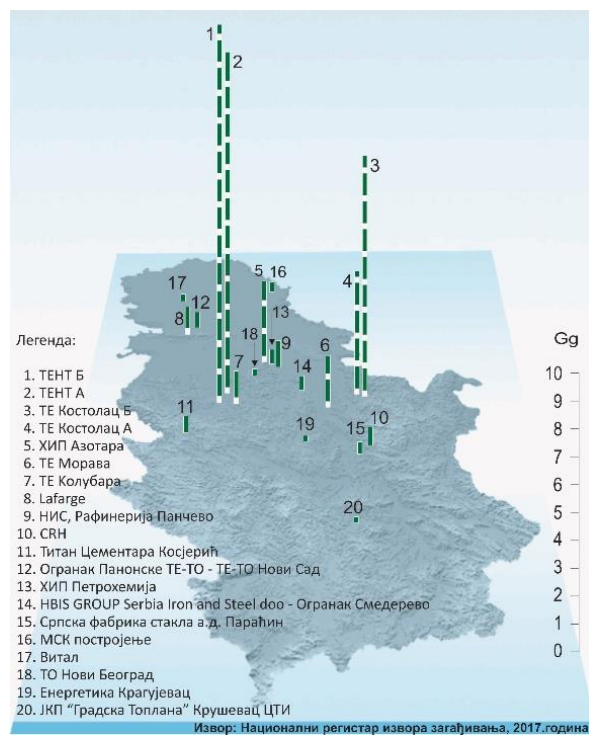 1
2
3
4
5
16
17
12
13
8
18
9
6
7
14
11
10
19
15
20
Легенда:
1. ТЕНТ Б
2. ТЕНТ А
3. ТЕ Костолац Б
4. ТЕ Костолац А
5. ХИП Азотара
6. ТЕ Морава
7. ТЕ Колубара
8. Lafarge
9. НИС, Рафинерија Панчево
10. CRH
11. Титан Цементара Косјерић
12. Огранак Панонске ТЕ-ТО - ТЕ-ТО Нови Сад
13. ХИП Петрохемија
14. HBIS GROUP Serbia Iron and Steel doo - Огранак Смедерево
15. Српска фабрика стакла а.д. Параћин
16. МСК постројење
17. Витал
18. ТО Нови Београд
19. Енергетика Крагујевац
20. ЈКП “Градска Топлана” Крушевац ЦТИ
Gg
10
9
8
7
6
5
4
3
2
1
0
Извор: Национални регистар извора загађивања, 2017.година